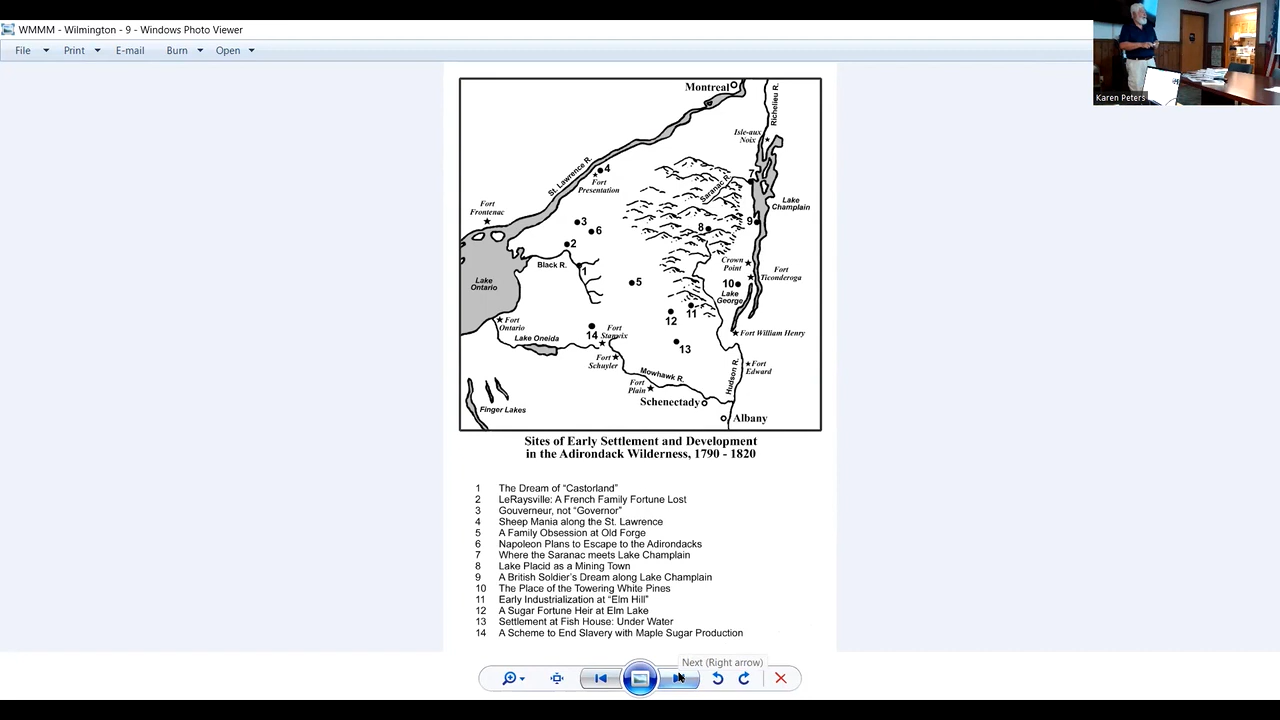 WMMM - Wilmington - 9 - Windows Photo Viewer
File Print E-mail Burn Open
Karen Peters
Montreal
Richelieu R.
Isle-aux
Noix
St. Lawrence R.
4
Fort
Presentation
Saranac R.
7
Lake
Champlain
Fort
Frontenac
3
6
8
9
2
Black R.
1
Crown
Point
Fort
Ticonderoga
Lake
Ontario
5
10
Lake
George
11
12
Fort
Ontario
14
Fort
Stanwix
Fort William Henry
Lake Oneida
13
Fort
Schuyler
Fort
Edward
Mowhawk R.
Hudson R.
Fort
Plain
Schenectady
Finger Lakes
Albany
Sites of Early Settlement and Development
in the Adirondack Wilderness, 1790 - 1820
1 The Dream of “Castorland”
2 LeRaysville: A French Family Fortune Lost
3 Gouverneur, not “Governor”
4 Sheep Mania along the St. Lawrence
5 A Family Obsession at Old Forge
6 Napoleon Plans to Escape to the Adirondacks
7 Where the Saranac meets Lake Champlain
8 Lake Placid as a Mining Town
9 A British Soldier’s Dream along Lake Champlain
10 The Place of the Towering White Pines
11 Early Industrialization at “Elm Hill”
12 A Sugar Fortune Heir at Elm Lake
13 Settlement at Fish House: Under Water
14 A Scheme to End Slavery with Maple Sugar Production
Next (Right arrow)